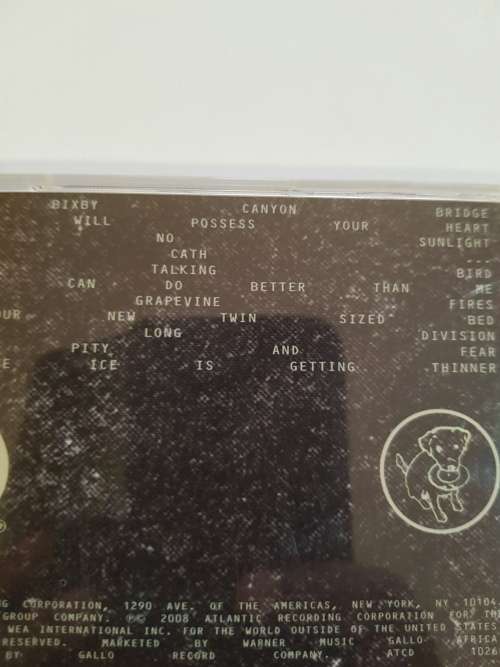 BIXBY CANYON BRIDGE
WILL POSSESS YOUR HEART
NO SUNLIGHT
CATH ...
TALKING BIRD
CAN DO BETTER THAN ME
GRAPEVINE FIRES
UR NEW TWIN SIZED BED
LONG DIVISION
PITY AND FEAR
E ICE IS GETTING THINNER
G CORPORATION, 1290 AVE. OF THE AMERICAS, NEW YORK, NY 10104.
GROUP COMPANY. ℗© 2008 ATLANTIC RECORDING CORPORATION FOR THE
WEA INTERNATIONAL INC. FOR THE WORLD OUTSIDE OF THE UNITED STATES.
RESERVED. MARKETED BY WARNER MUSIC GALLO AFRICA
BY GALLO RECORD COMPANY. ATCD 1026